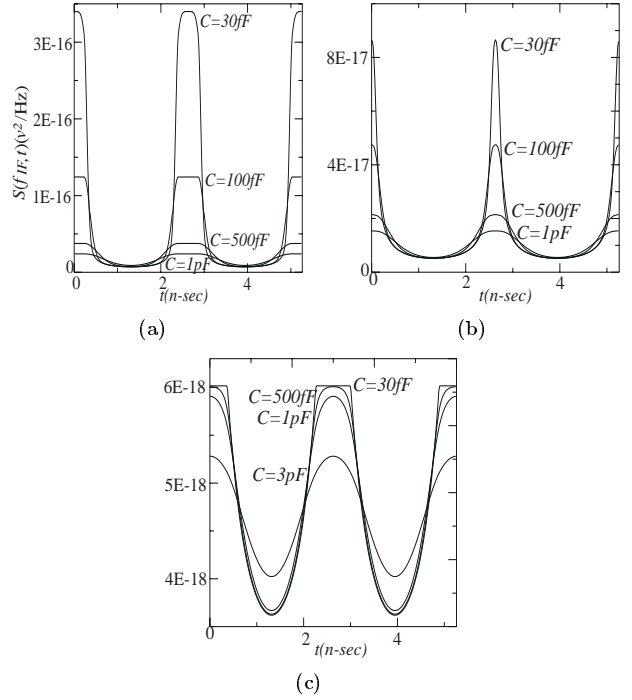 3E-16
2E-16
1E-16
0
S(f IF, t)(v²/Hz)
C=30fF
C=100fF
C=500fF
C=1pF
0 2 4
t(n-sec)
(a)
8E-17
4E-17
0
C=30fF
C=100fF
C=500fF
C=1pF
0 2 4
t(n-sec)
(b)
6E-18
5E-18
4E-18
C=500fF
C=30fF
C=1pF
C=3pF
0 2 4
t(n-sec)
(c)